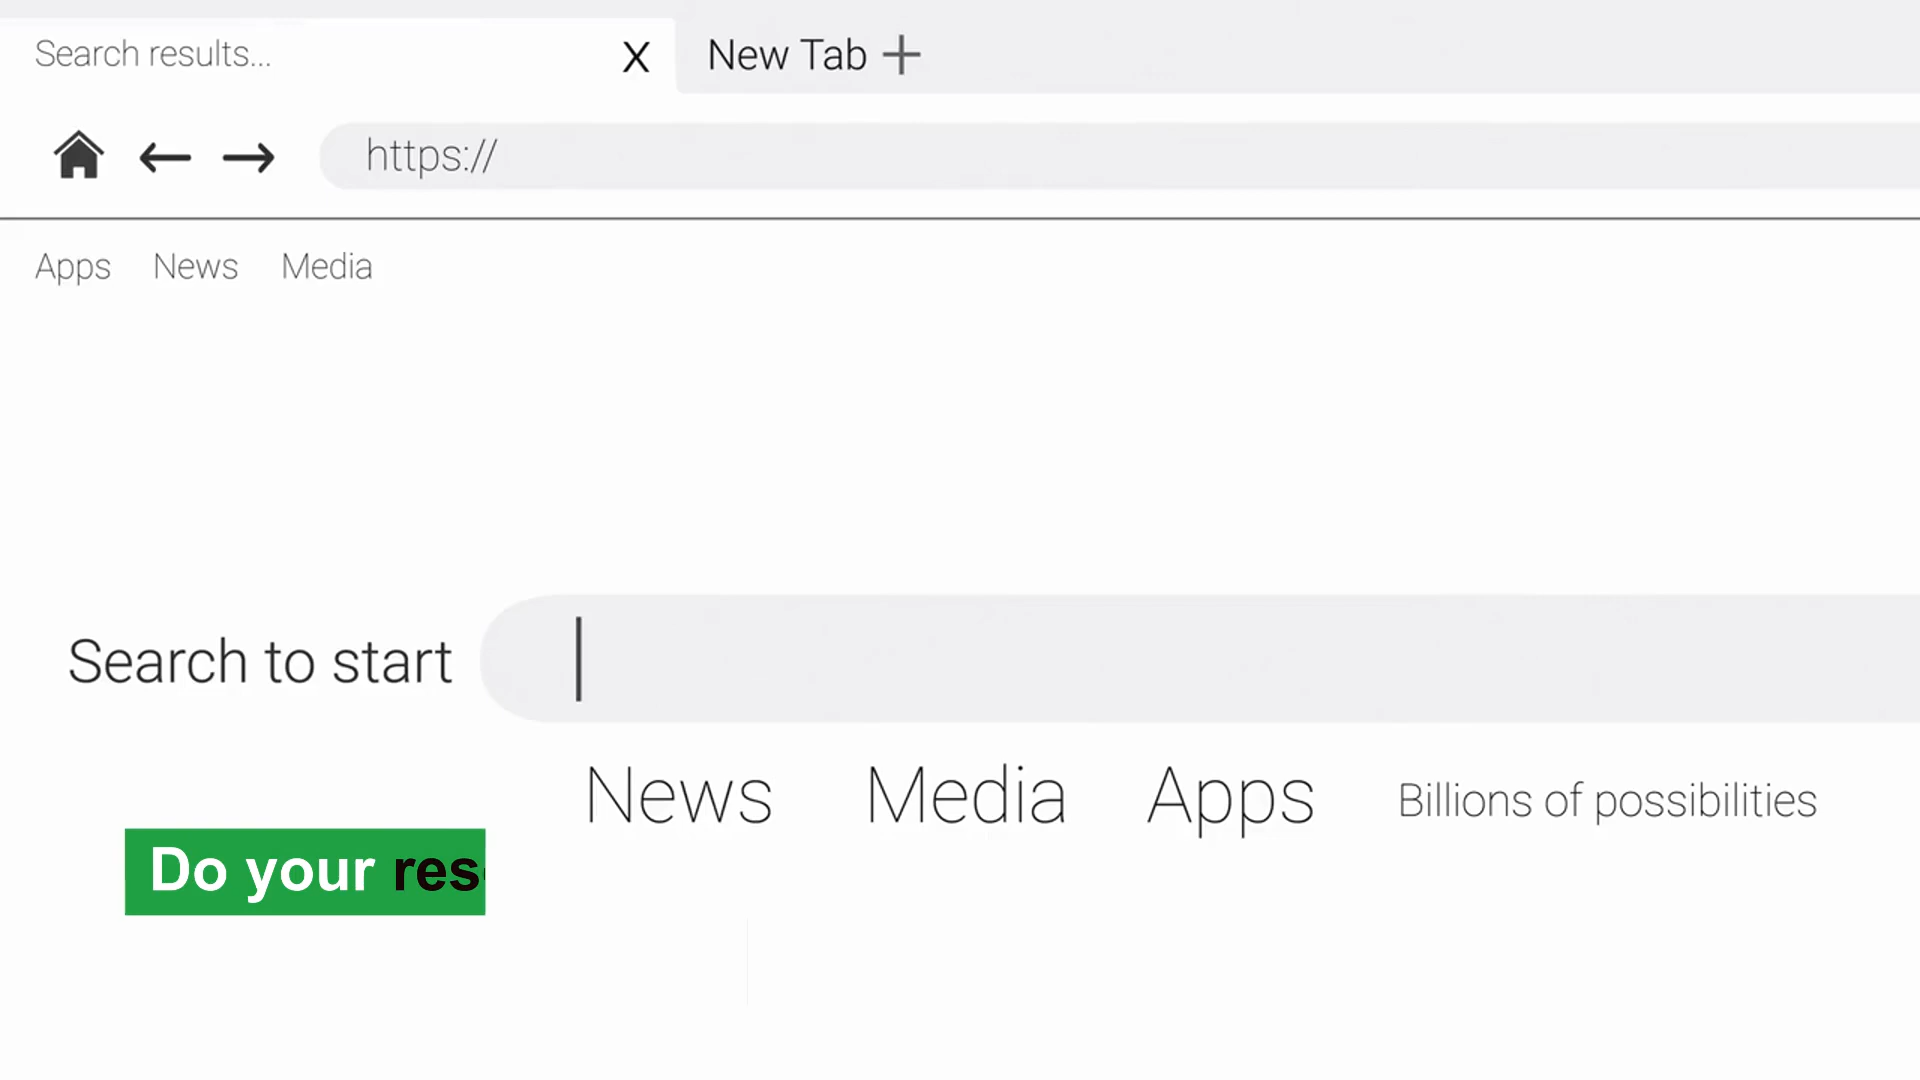 Search results... X New Tab +
https://
Apps News Media
Search to start
News Media Apps Billions of possibilities
Do your